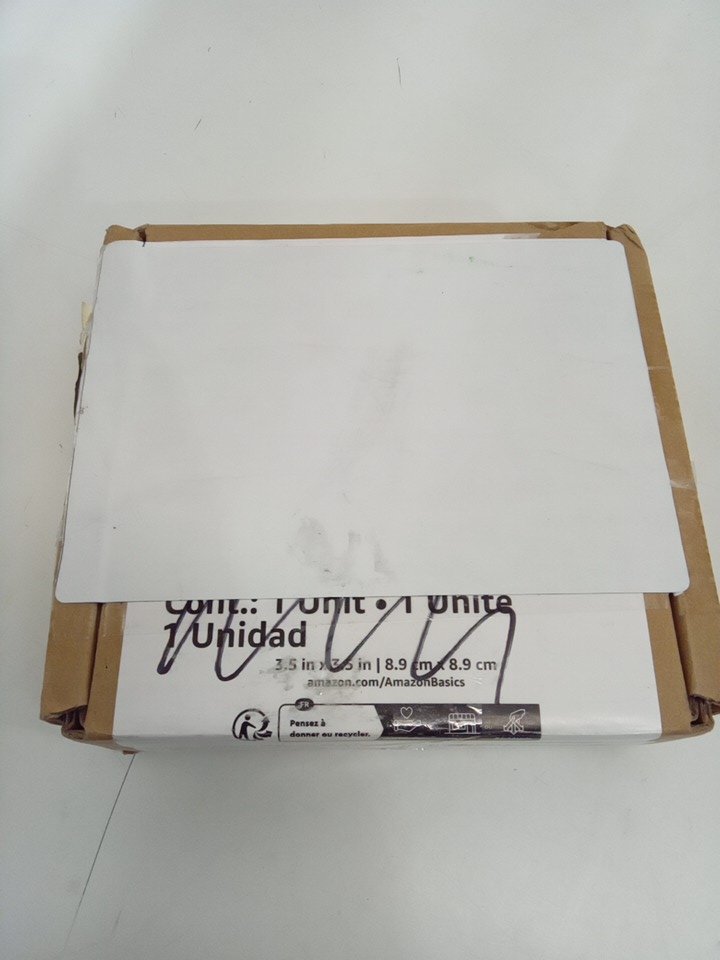 Cont.: 1 Unit • 1 Unité
1 Unidad
3.5 in x 3.5 in | 8.9 cm x 8.9 cm
amazon.com/AmazonBasics
FR
Pensez à
donner ou recycler.